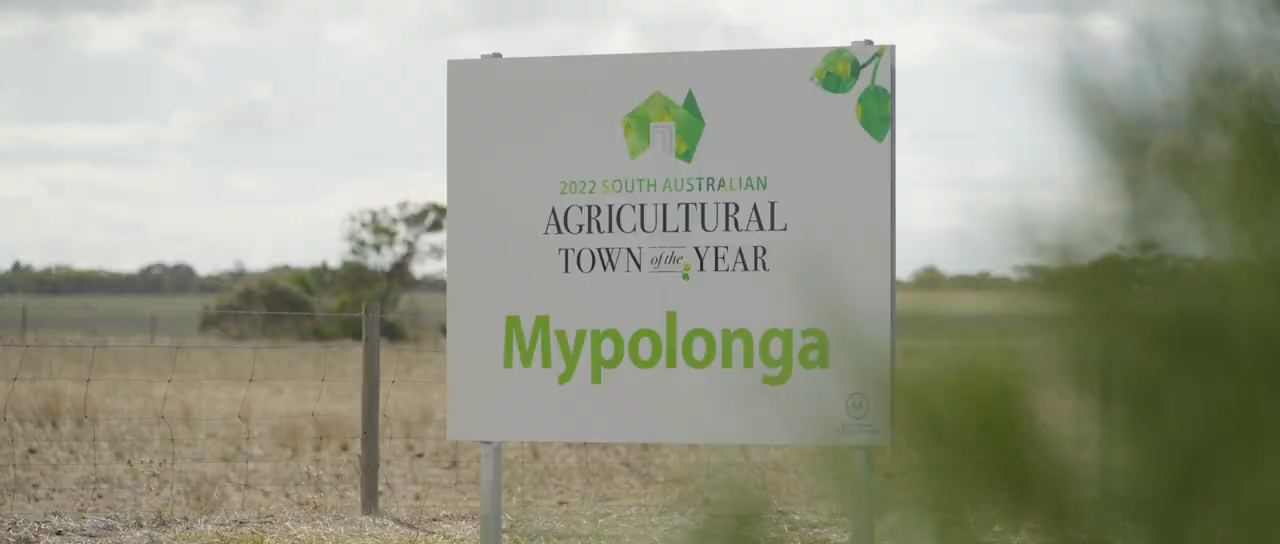 2022 SOUTH AUSTRALIAN
AGRICULTURAL
TOWN of the YEAR
Mypolonga